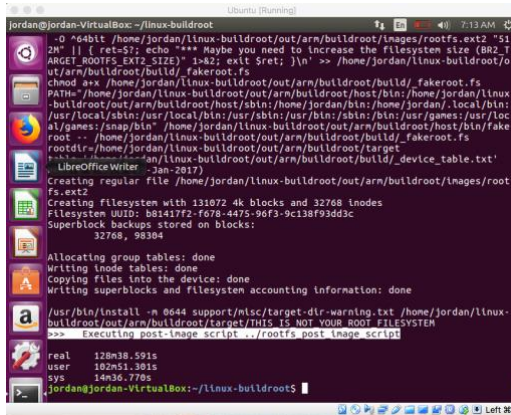 Ubuntu [Running]
jordan@jordan-VirtualBox: ~/linux-buildroot
En
7:13 AM
-O ^64bit /home/jordan/linux-buildroot/out/arm/buildroot/images/rootfs.ext2 "51
2M" || { ret=$?; echo "*** Maybe you need to increase the filesystem size (BR2_T
ARGET_ROOTFS_EXT2_SIZE)" 1>&2; exit $ret; }\n' >> /home/jordan/linux-buildroot/o
ut/arm/buildroot/build/_fakeroot.fs
chmod a+x /home/jordan/linux-buildroot/out/arm/buildroot/build/_fakeroot.fs
PATH="/home/jordan/linux-buildroot/out/arm/buildroot/host/bin:/home/jordan/linux
-buildroot/out/arm/buildroot/host/sbin:/home/jordan/bin:/home/jordan/.local/bin:
/usr/local/sbin:/usr/local/bin:/usr/sbin:/usr/bin:/sbin:/bin:/usr/games:/usr/loc
al/games:/snap/bin" /home/jordan/linux-buildroot/out/arm/buildroot/host/bin/fake
root -- /home/jordan/linux-buildroot/out/arm/buildroot/build/_fakeroot.fs
rootdir=/home/jordan/linux-buildroot/out/arm/buildroot/target
an/linux-buildroot/out/arm/buildroot/build/_device_table.txt'
LibreOffice Writer
-Jan-2017)
Creating regular file /home/jordan/linux-buildroot/out/arm/buildroot/images/root
fs.ext2
Creating filesystem with 131072 4k blocks and 32768 inodes
Filesystem UUID: b81417f2-f678-4475-96f3-9c138f93dd3c
Superblock backups stored on blocks:
32768, 98304
Allocating group tables: done
Writing inode tables: done
Copying files into the device: done
Writing superblocks and filesystem accounting information: done
/usr/bin/install -m 0644 support/misc/target-dir-warning.txt /home/jordan/linux-
buildroot/out/arm/buildroot/target/THIS_IS_NOT_YOUR_ROOT_FILESYSTEM
>>> Executing post-image script ../rootfs_post_image_script
real 128m38.591s
user 102m51.301s
sys 14m36.770s
jordan@jordan-VirtualBox:~/linux-buildroot$
Left ⌘